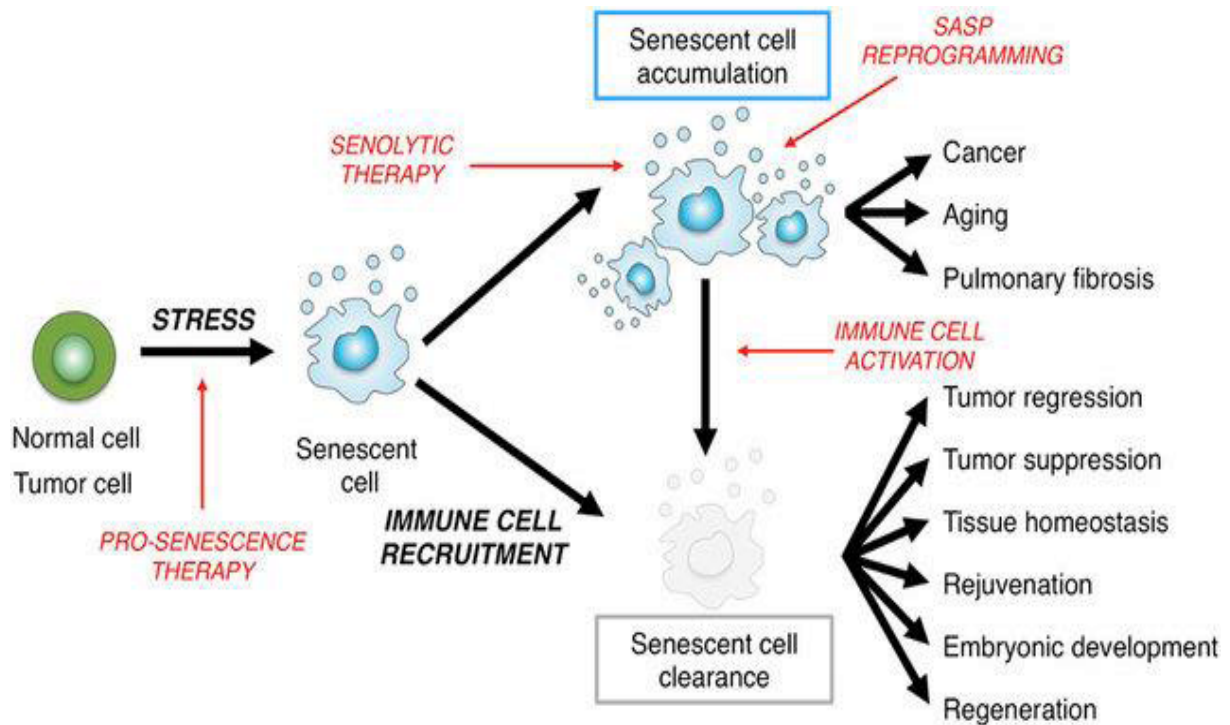 Senescent cell
accumulation
SASP
REPROGRAMMING
SENOLYTIC
THERAPY
Cancer
Aging
Pulmonary fibrosis
STRESS
Normal cell
Tumor cell
Senescent
cell
PRO-SENESCENCE
THERAPY
IMMUNE CELL
RECRUITMENT
IMMUNE CELL
ACTIVATION
Senescent cell
clearance
Tumor regression
Tumor suppression
Tissue homeostasis
Rejuvenation
Embryonic development
Regeneration